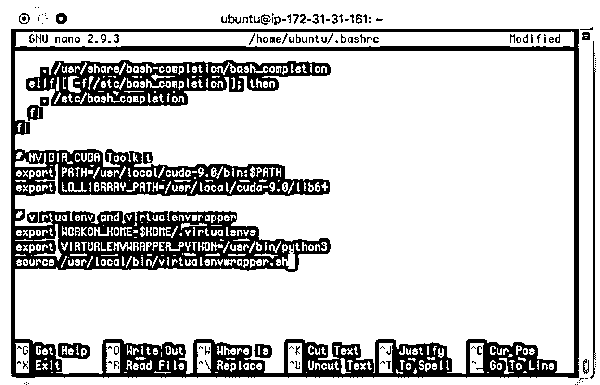 ubuntu@ip-172-31-31-161: ~
GNU nano 2.9.3 /home/ubuntu/.bashrc Modified
. /usr/share/bash-completion/bash_completion
elif [ -f /etc/bash_completion ]; then
. /etc/bash_completion
fi
fi
# NVIDIA CUDA Toolkit
export PATH=/usr/local/cuda-9.0/bin:$PATH
export LD_LIBRARY_PATH=/usr/local/cuda-9.0/lib64
# virtualenv and virtualenvwrapper
export WORKON_HOME=$HOME/.virtualenvs
export VIRTUALENVWRAPPER_PYTHON=/usr/bin/python3
source /usr/local/bin/virtualenvwrapper.sh
^G Get Help ^O Write Out ^W Where Is ^K Cut Text ^J Justify ^C Cur Pos
^X Exit ^R Read File ^\ Replace ^U Uncut Text ^T To Spell ^_ Go To Line